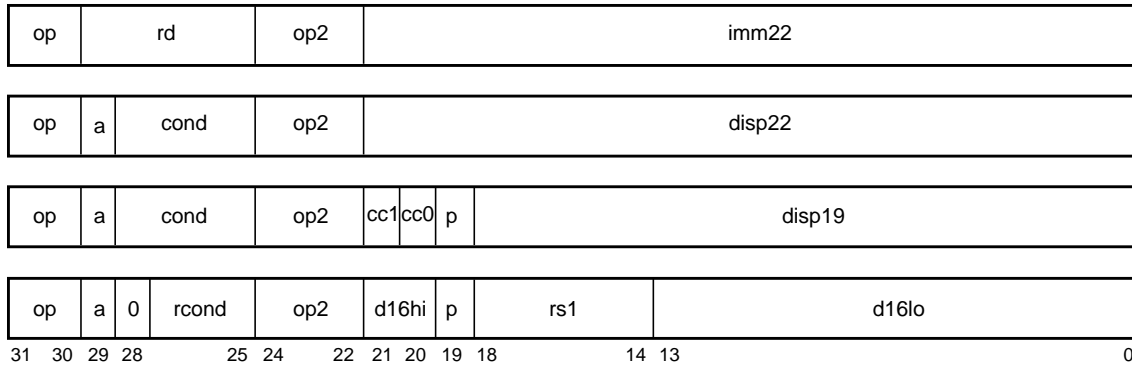 op rd op2 imm22
op a cond op2 disp22
op a cond op2 cc1 cc0 p disp19
op a 0 rcond op2 d16hi p rs1 d16lo
31 30 29 28 25 24 22 21 20 19 18 14 13 0